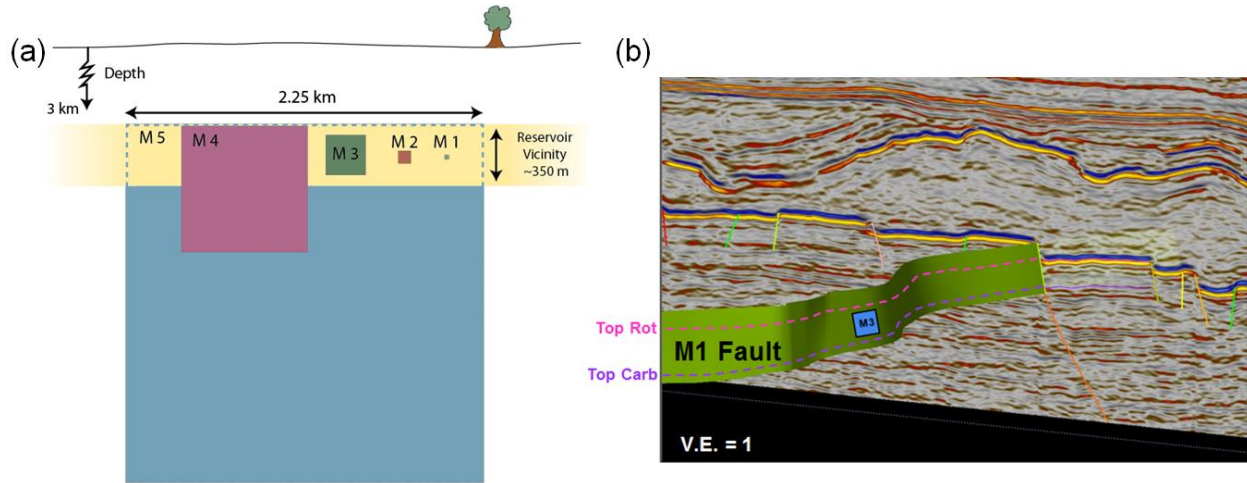 (a)
Depth
3 km
2.25 km
M 5
M 4
M 3
M 2
M 1
Reservoir
Vicinity
~350 m
(b)
Top Rot
M3
M1 Fault
Top Carb
V.E. = 1